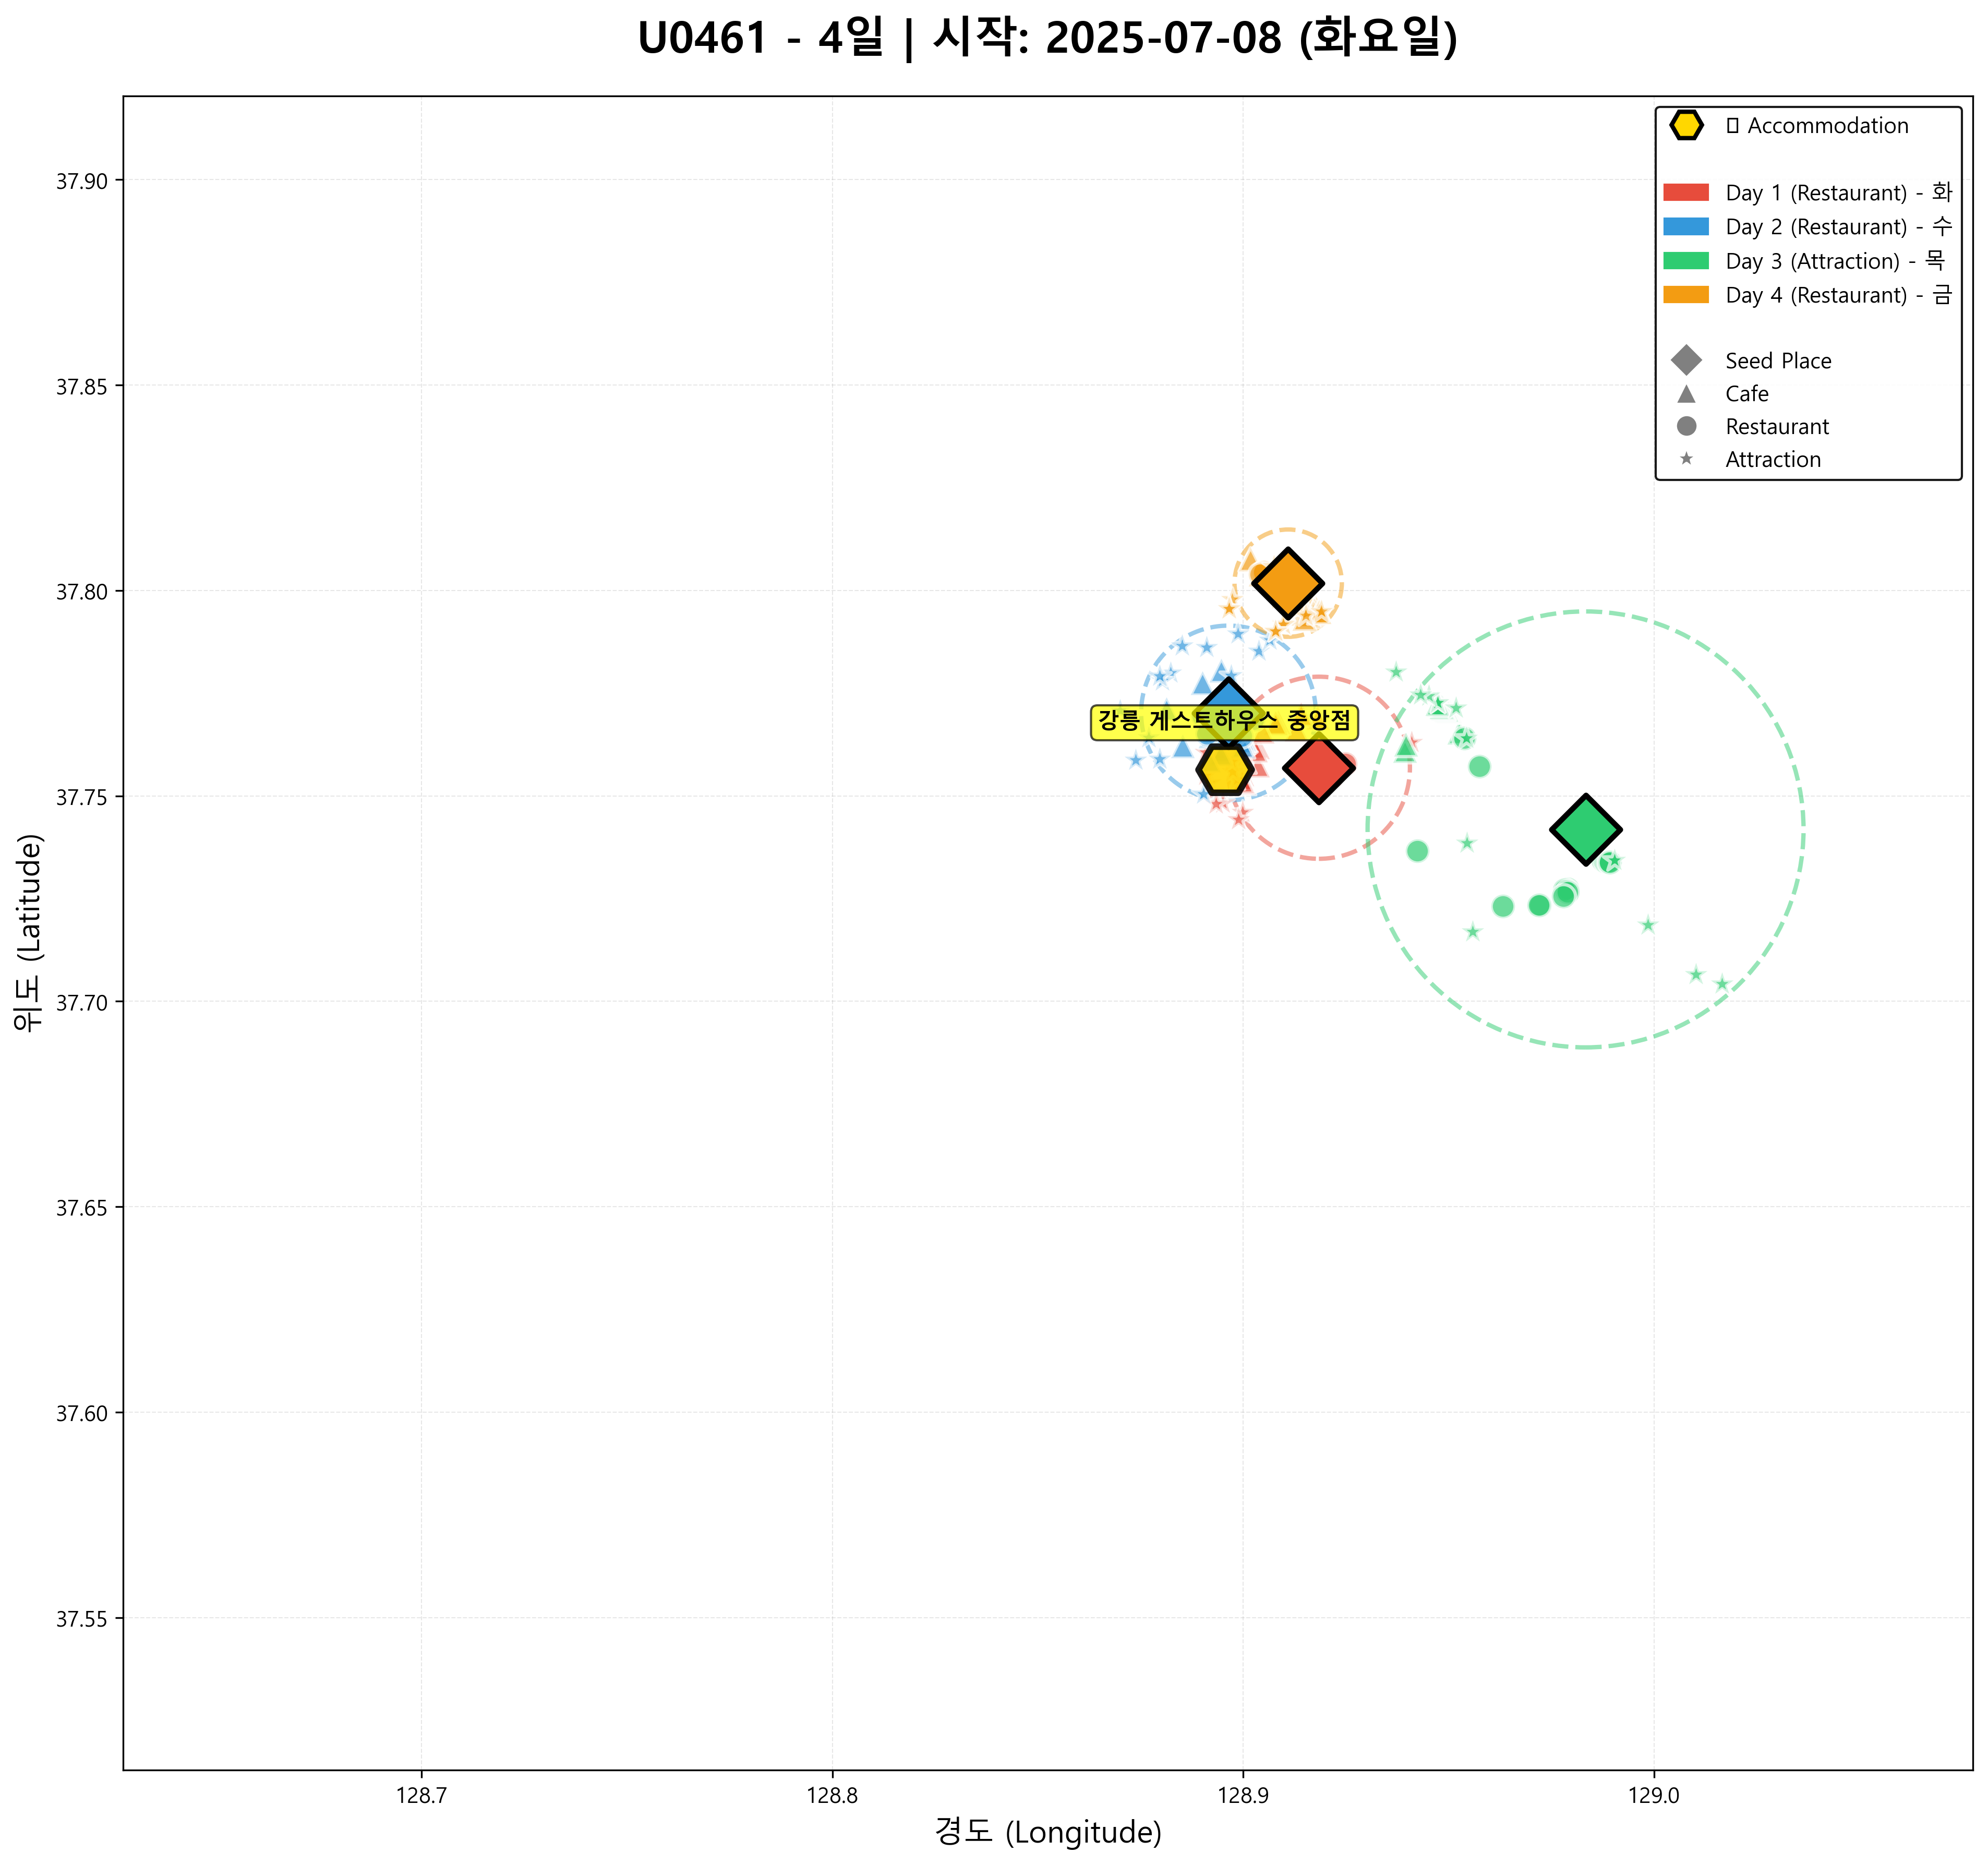 U0461 - 4일 | 시작: 2025-07-08 (화요일)
Accommodation
Day 1 (Restaurant) - 화
Day 2 (Restaurant) - 수
Day 3 (Attraction) - 목
Day 4 (Restaurant) - 금
Seed Place
Cafe
Restaurant
Attraction
위도 (Latitude)
37.90
37.85
37.80
37.75
37.70
37.65
37.60
37.55
강릉 게스트하우스 중앙점
128.7
128.8
128.9
129.0
경도 (Longitude)